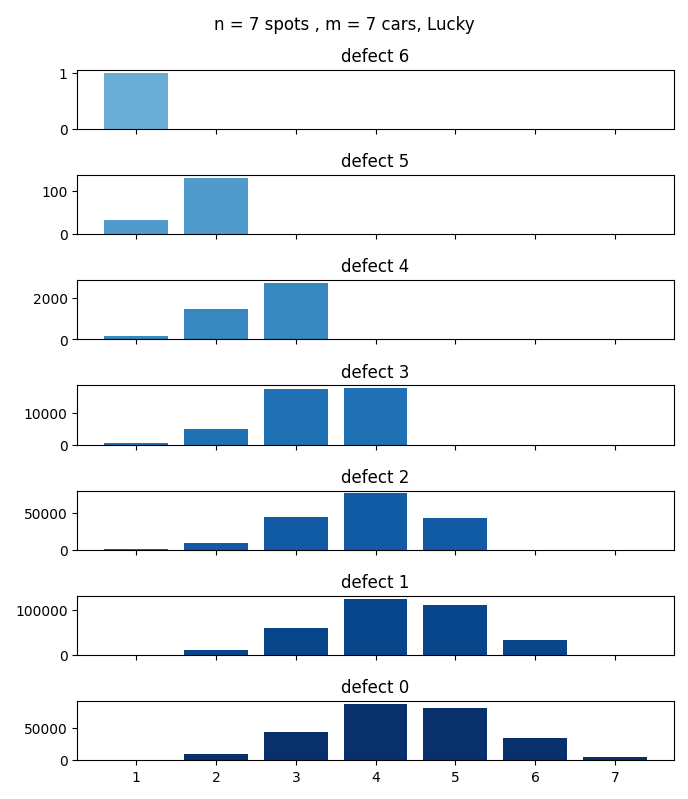 n = 7 spots , m = 7 cars, Lucky
defect 6
1
0
defect 5
100
0
defect 4
2000
0
defect 3
10000
0
defect 2
50000
0
defect 1
100000
0
defect 0
50000
0
1 2 3 4 5 6 7